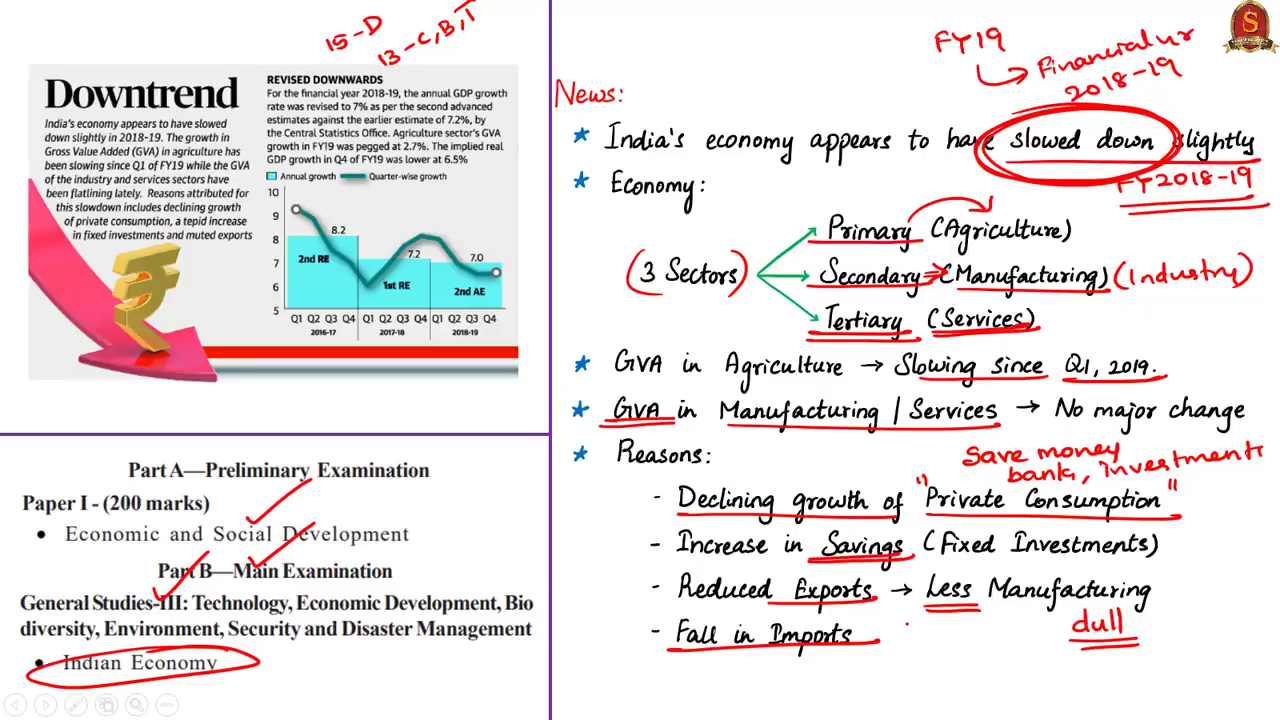 15-D
13-C, B, T
Downtrend
India's economy appears to have slowed
down slightly in 2018-19. The growth in
Gross Value Added (GVA) in agriculture has
been slowing since Q1 of FY19 while the GVA
of the industry and services sectors have
been flatlining lately. Reasons attributed for
this slowdown includes declining growth
of private consumption, a tepid increase
in fixed investments and muted exports
REVISED DOWNWARDS
For the financial year 2018-19, the annual GDP growth
rate was revised to 7% as per the second advanced
estimates against the earlier estimate of 7.2%, by
the Central Statistics Office. Agriculture sector's GVA
growth in FY19 was pegged at 2.7%. The implied real
GDP growth in Q4 of FY19 was lower at 6.5%
Annual growth Quarter-wise growth
10
9
8
7
6
5
8.2
7.2
7.0
2nd RE
1st RE
2nd AE
Q1 Q2 Q3 Q4 Q1 Q2 Q3 Q4 Q1 Q2 Q3 Q4
2016-17 2017-18 2018-19
Part A—Preliminary Examination
Paper I - (200 marks)
• Economic and Social Development
Part B—Main Examination
General Studies-III: Technology, Economic Development, Bio
diversity, Environment, Security and Disaster Management
• Indian Economy
S
FY19
Financial yr
2018-19
News:
* India's economy appears to have slowed down slightly
FY2018-19
* Economy:
(3 Sectors)
Primary (Agriculture)
Secondary (Manufacturing) (Industry)
Tertiary (Services)
* GVA in Agriculture → Slowing since Q1, 2019.
* GVA in Manufacturing / Services → No major change
* Reasons:
Save money
bank, investments
- Declining growth of "Private Consumption"
- Increase in Savings (Fixed Investments)
- Reduced Exports → Less Manufacturing
- Fall in Imports
dull